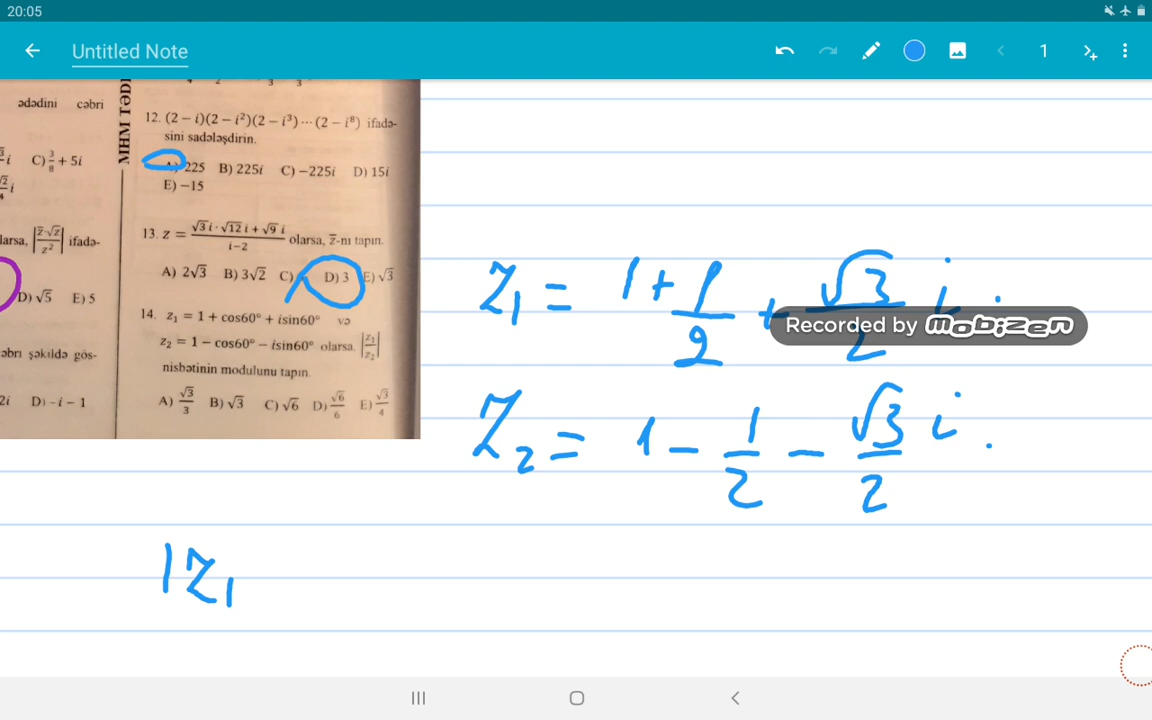 20:05
Untitled Note
1
ədədini cəbri
i C) 3/8 + 5i
i
olarsa, |z̄·√z̄/z²| ifadə-
D) √5 E) 5
əbri şəkildə gös-
2i D) −i − 1
12. (2 − i)(2 − i²)(2 − i³) ··· (2 − i⁸) ifadə-
sini sadələşdirin.
A) 225 B) 225i C) −225i D) 15i
E) −15
13. z = (√3 i · √12 i + √9 i)/(i−2) olarsa, z̄-nı tapın.
A) 2√3 B) 3√2 C) D) 3 E) √3
14. z₁ = 1 + cos60° + isin60° və
z₂ = 1 − cos60° − isin60° olarsa. |z₁/z₂|
nisbətinin modulunu tapın.
A) √3/3 B) √3 C) √6 D) √6/6 E) √3/4
Z₁ = 1 + 1/2 + √3/2 i .
Recorded by mobizen
Z₂ = 1 − 1/2 − √3/2 i .
|Z₁